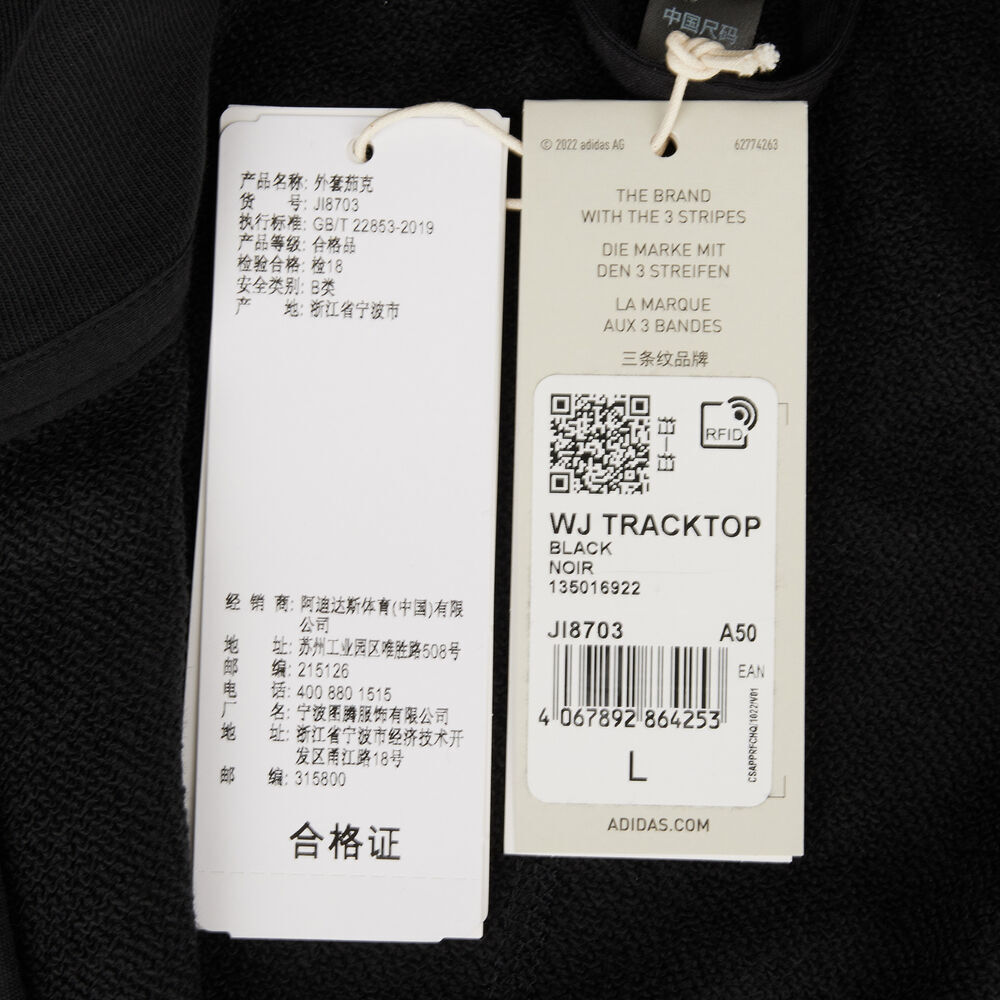 中国尺码
产品名称: 外套茄克
货 号: JI8703
执行标准: GB/T 22853-2019
产品等级: 合格品
检验合格: 检18
安全类别: B类
产 地: 浙江省宁波市
经 销 商: 阿迪达斯体育(中国)有限
公司
地 址: 苏州工业园区唯胜路508号
邮 编: 215126
电 话: 400 880 1515
厂 名: 宁波图腾服饰有限公司
地 址: 浙江省宁波市经济技术开
发区甬江路18号
邮 编: 315800
合格证
© 2022 adidas AG 62774263
THE BRAND
WITH THE 3 STRIPES
DIE MARKE MIT
DEN 3 STREIFEN
LA MARQUE
AUX 3 BANDES
三条纹品牌
扫一扫
RFID
WJ TRACKTOP
BLACK
NOIR
135016922
JI8703 A50
EAN
4 067892 864253
L
ADIDAS.COM